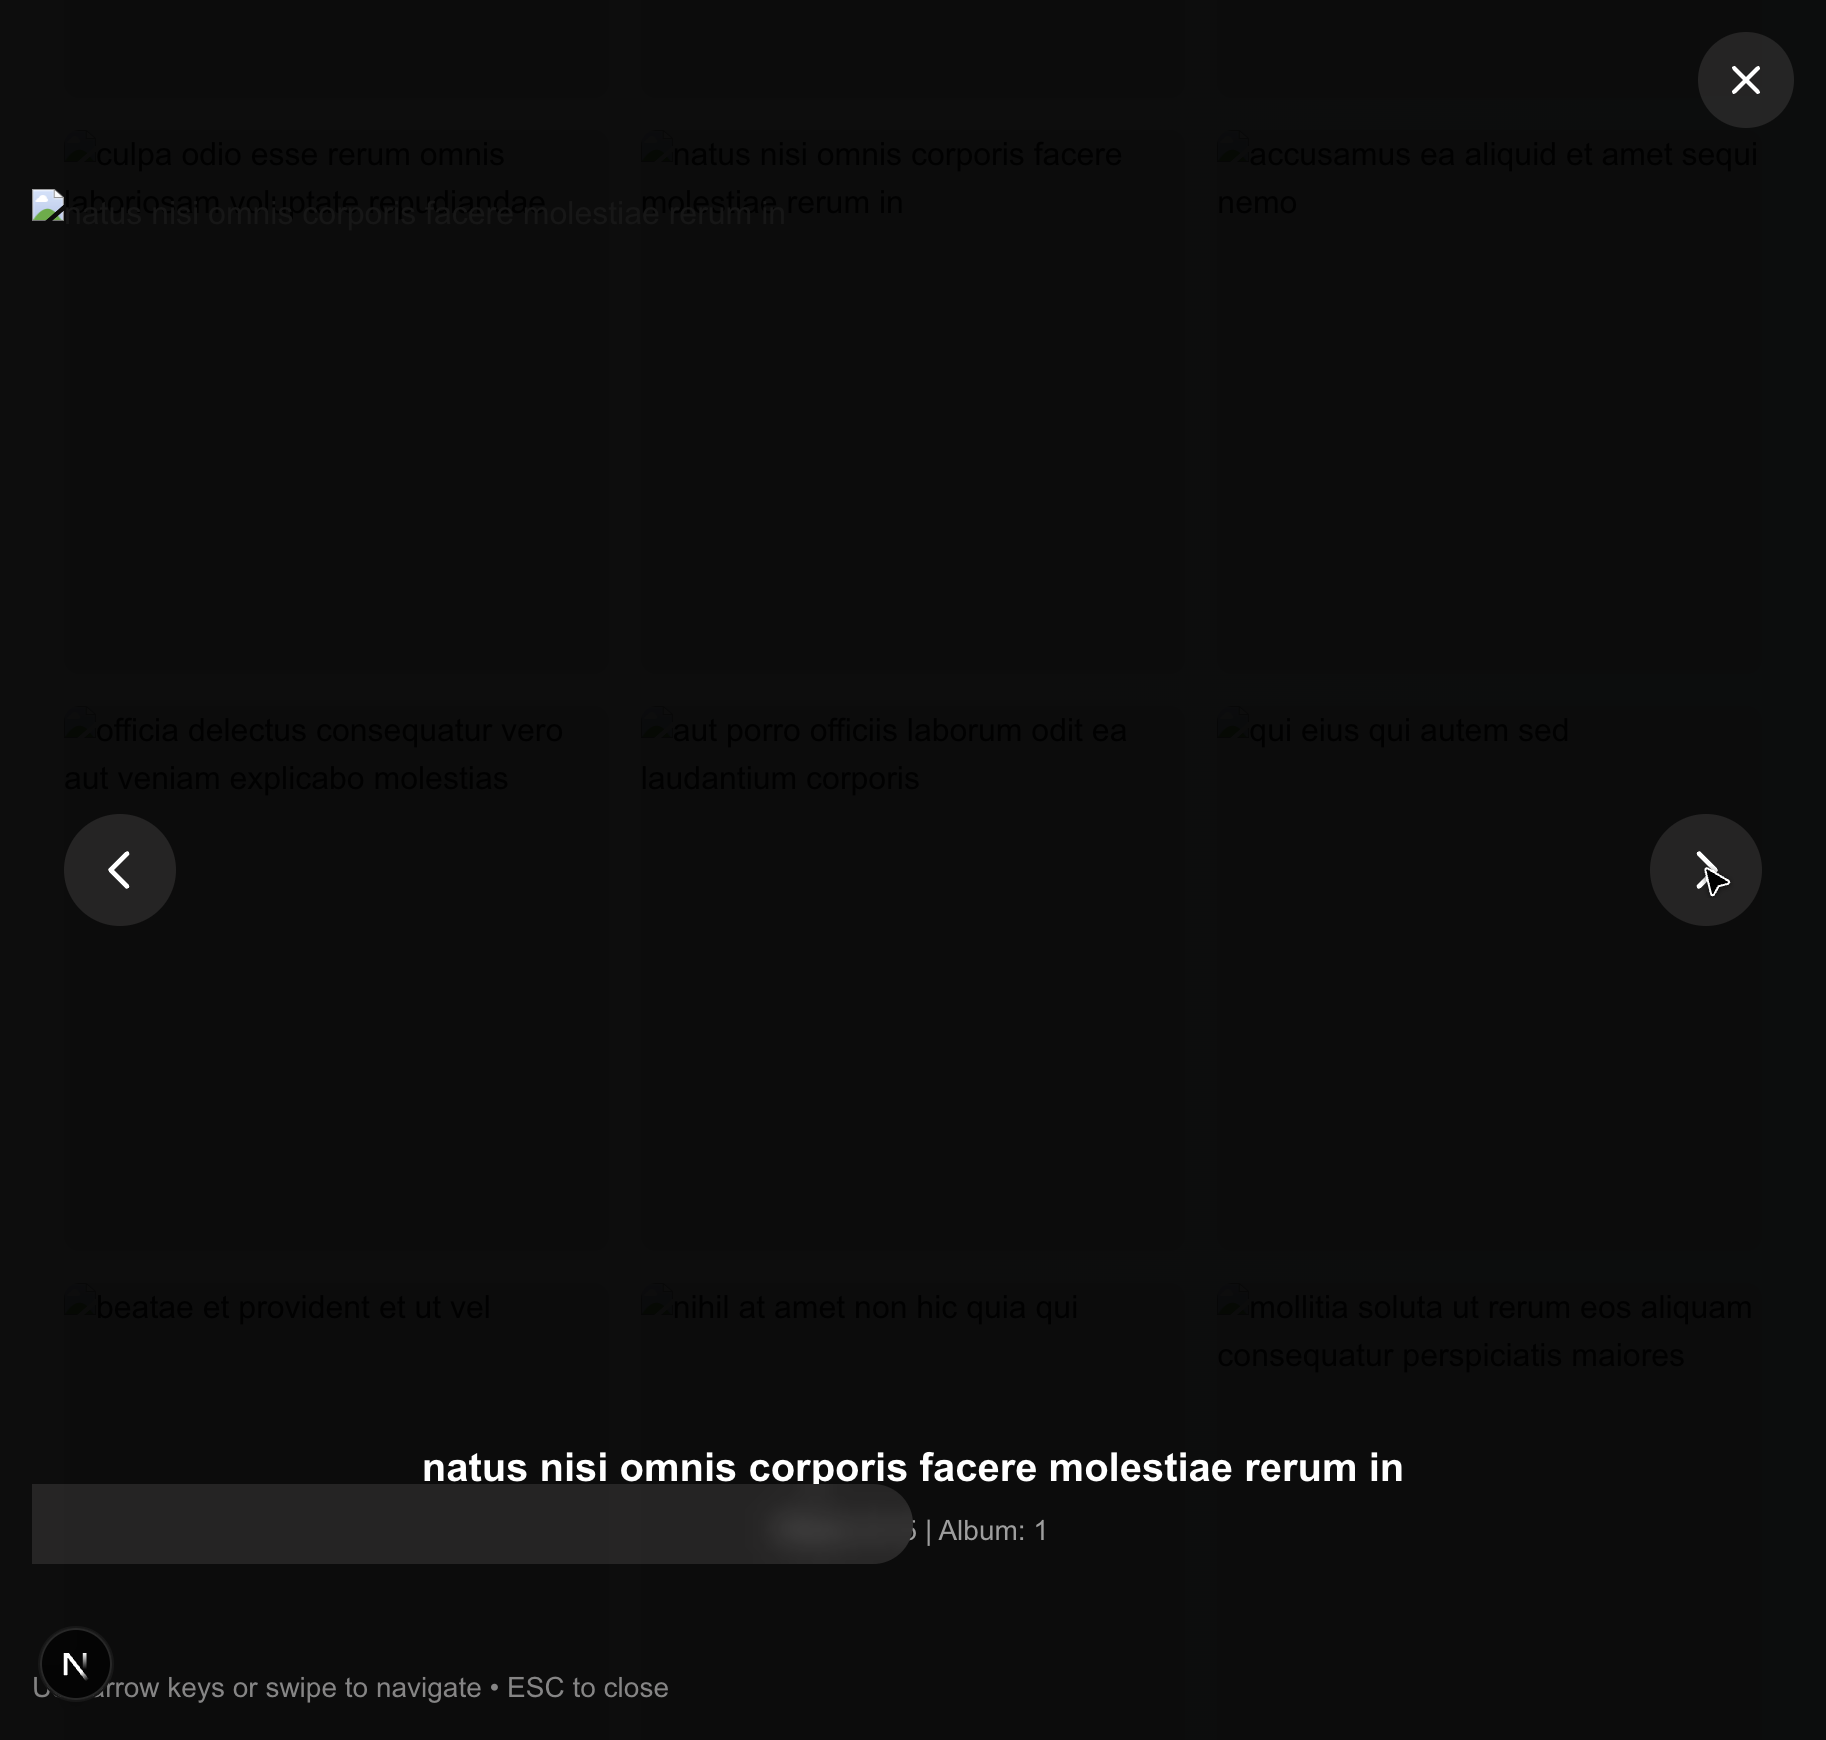 culpa odio esse rerum omnis
laboriosam voluptate repudiandae
natus nisi omnis corporis facere
molestiae rerum in
accusamus ea aliquid et amet sequi
nemo
natus nisi omnis corporis facere molestiae rerum in
officia delectus consequatur vero
aut veniam explicabo molestias
aut porro officiis laborum odit ea
laudantium corporis
qui eius qui autem sed
beatae et provident et ut vel
nihil at amet non hic quia qui
mollitia soluta ut rerum eos aliquam
consequatur perspiciatis maiores
natus nisi omnis corporis facere molestiae rerum in
| Album: 1
N
arrow keys or swipe to navigate • ESC to close